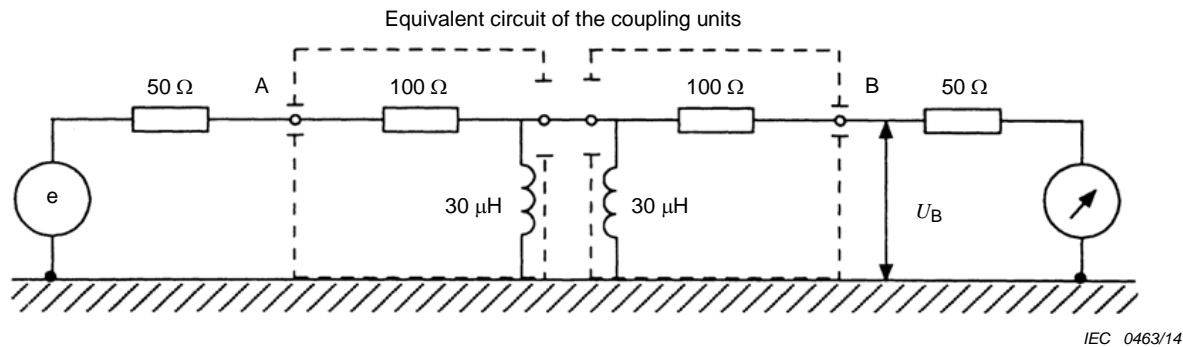 Equivalent circuit of the coupling units
50 Ω A 100 Ω 100 Ω B 50 Ω
e 30 μH 30 μH UB
IEC 0463/14